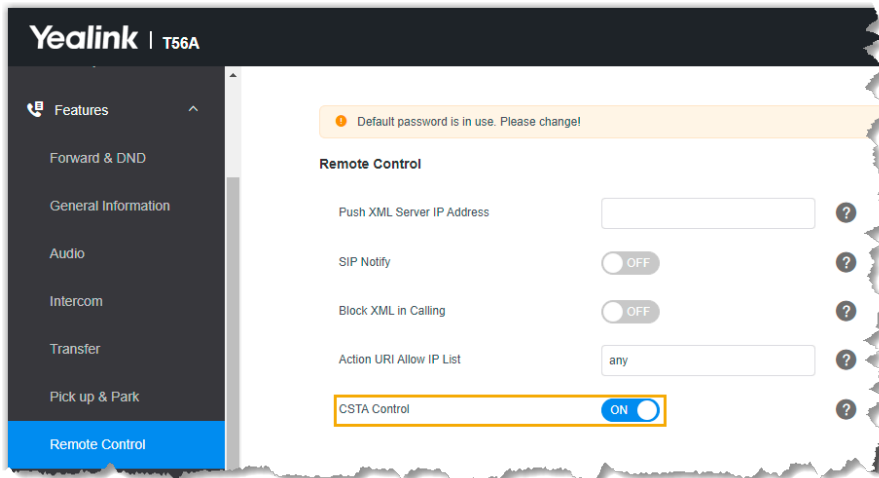 Yealink | T56A
Features
Forward & DND
General Information
Audio
Intercom
Transfer
Pick up & Park
Remote Control
Default password is in use. Please change!
Remote Control
Push XML Server IP Address
SIP Notify OFF
Block XML in Calling OFF
Action URI Allow IP List any
CSTA Control ON